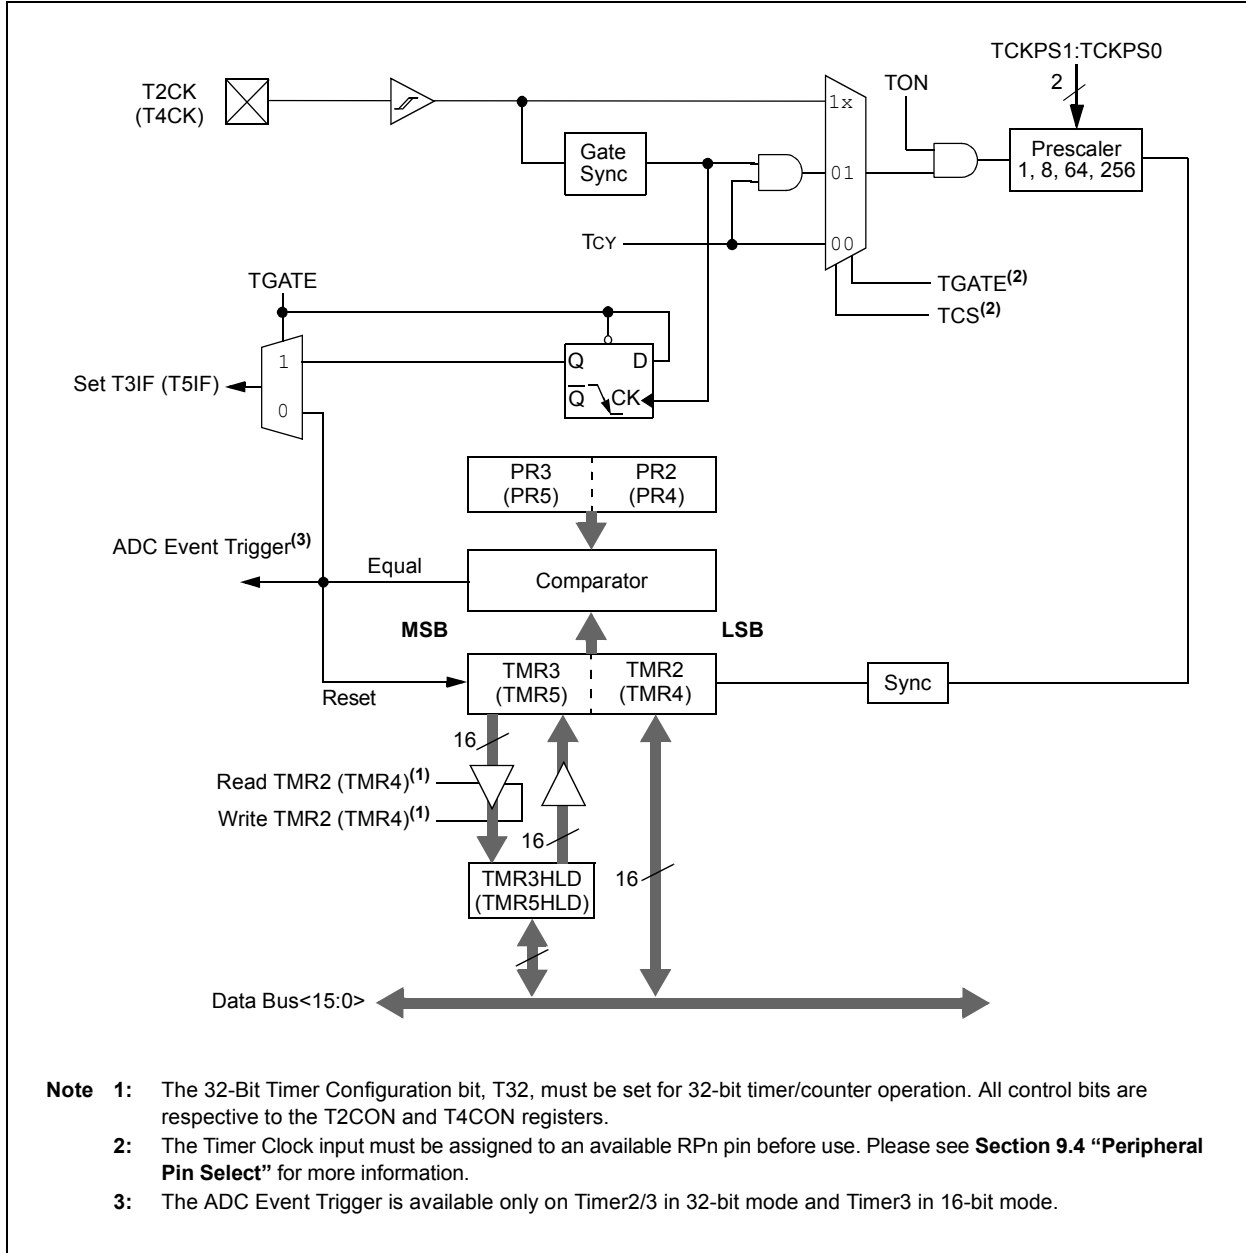 TCKPS1:TCKPS0
2
TON
T2CK
(T4CK)
1x
Gate
Sync
01
Prescaler
1, 8, 64, 256
TCY
00
TGATE(2)
TCS(2)
TGATE
1
Q D
Set T3IF (T5IF)
0
Q CK
PR3
(PR5)
PR2
(PR4)
ADC Event Trigger(3)
Equal
Comparator
MSB
LSB
TMR3
(TMR5)
TMR2
(TMR4)
Sync
Reset
16
Read TMR2 (TMR4)(1)
Write TMR2 (TMR4)(1)
16
TMR3HLD
(TMR5HLD)
16
Data Bus<15:0>
Note 1: The 32-Bit Timer Configuration bit, T32, must be set for 32-bit timer/counter operation. All control bits are
respective to the T2CON and T4CON registers.
2: The Timer Clock input must be assigned to an available RPn pin before use. Please see Section 9.4 “Peripheral
Pin Select” for more information.
3: The ADC Event Trigger is available only on Timer2/3 in 32-bit mode and Timer3 in 16-bit mode.